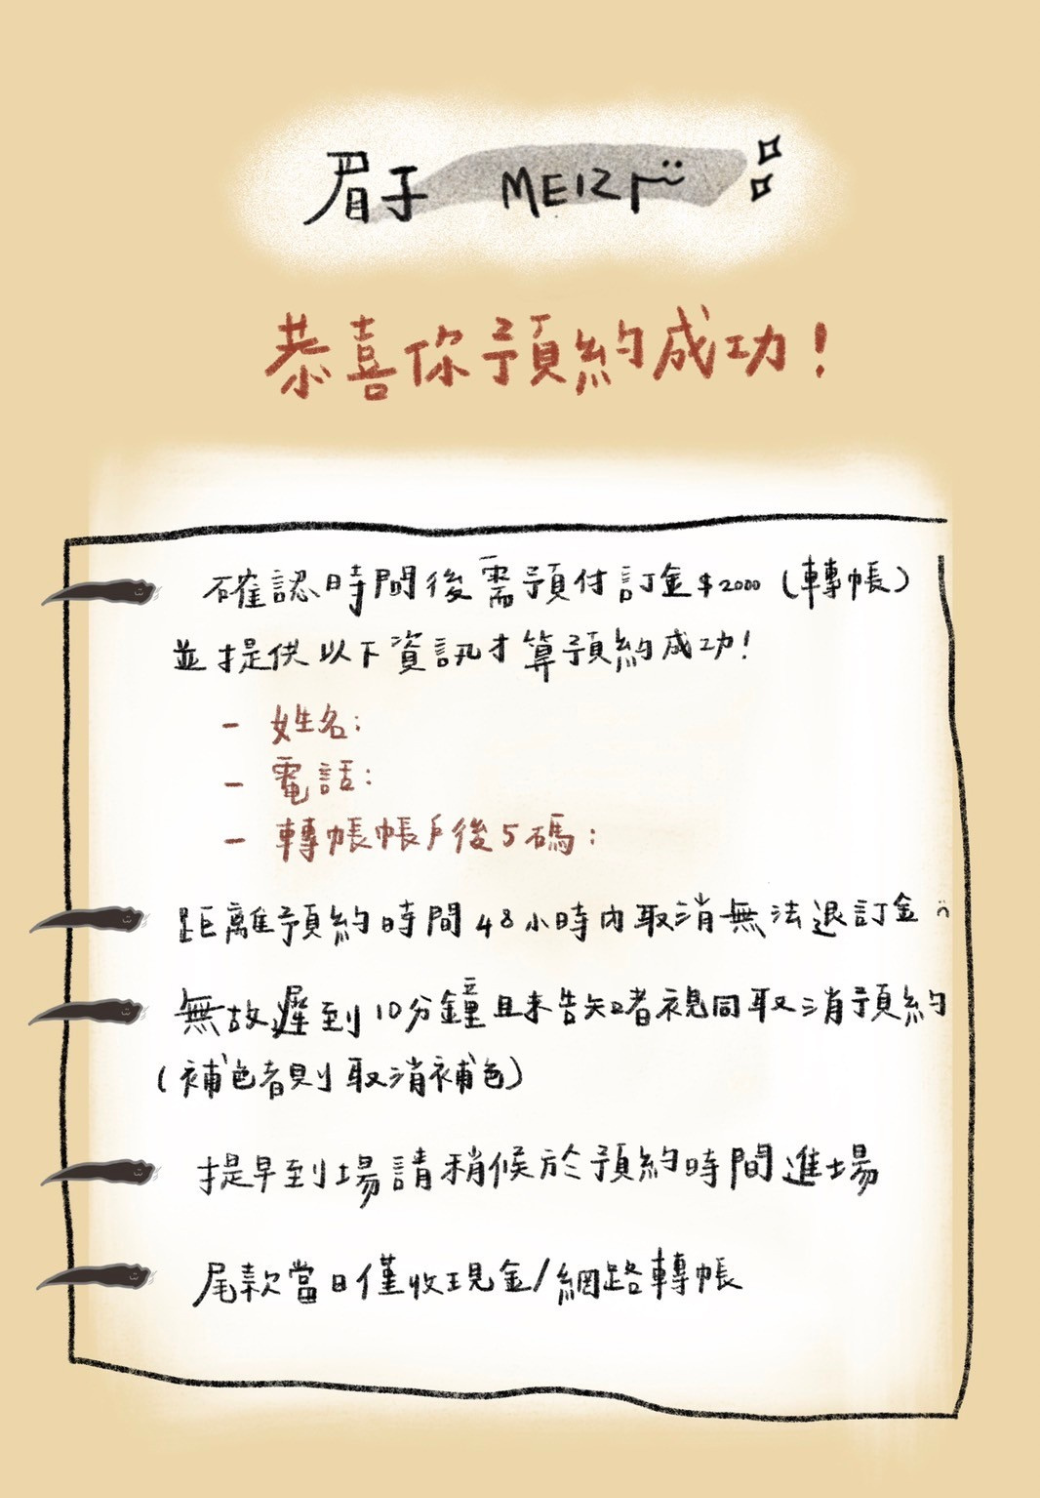 眉子 MEIZI
恭喜你預約成功!
確認時間後需預付訂金$2000(轉帳)
並提供以下資訊才算預約成功!
- 姓生名:
- 電話:
- 轉帳帳戶後5碼:
距離預約時間48小時內取消無法退訂金
無故遲到10分鐘且未告知者視同取消預約
(補色者則取消補色)
提早到場請稍候於預約時間進場
尾款當日僅收現金/網路轉帳